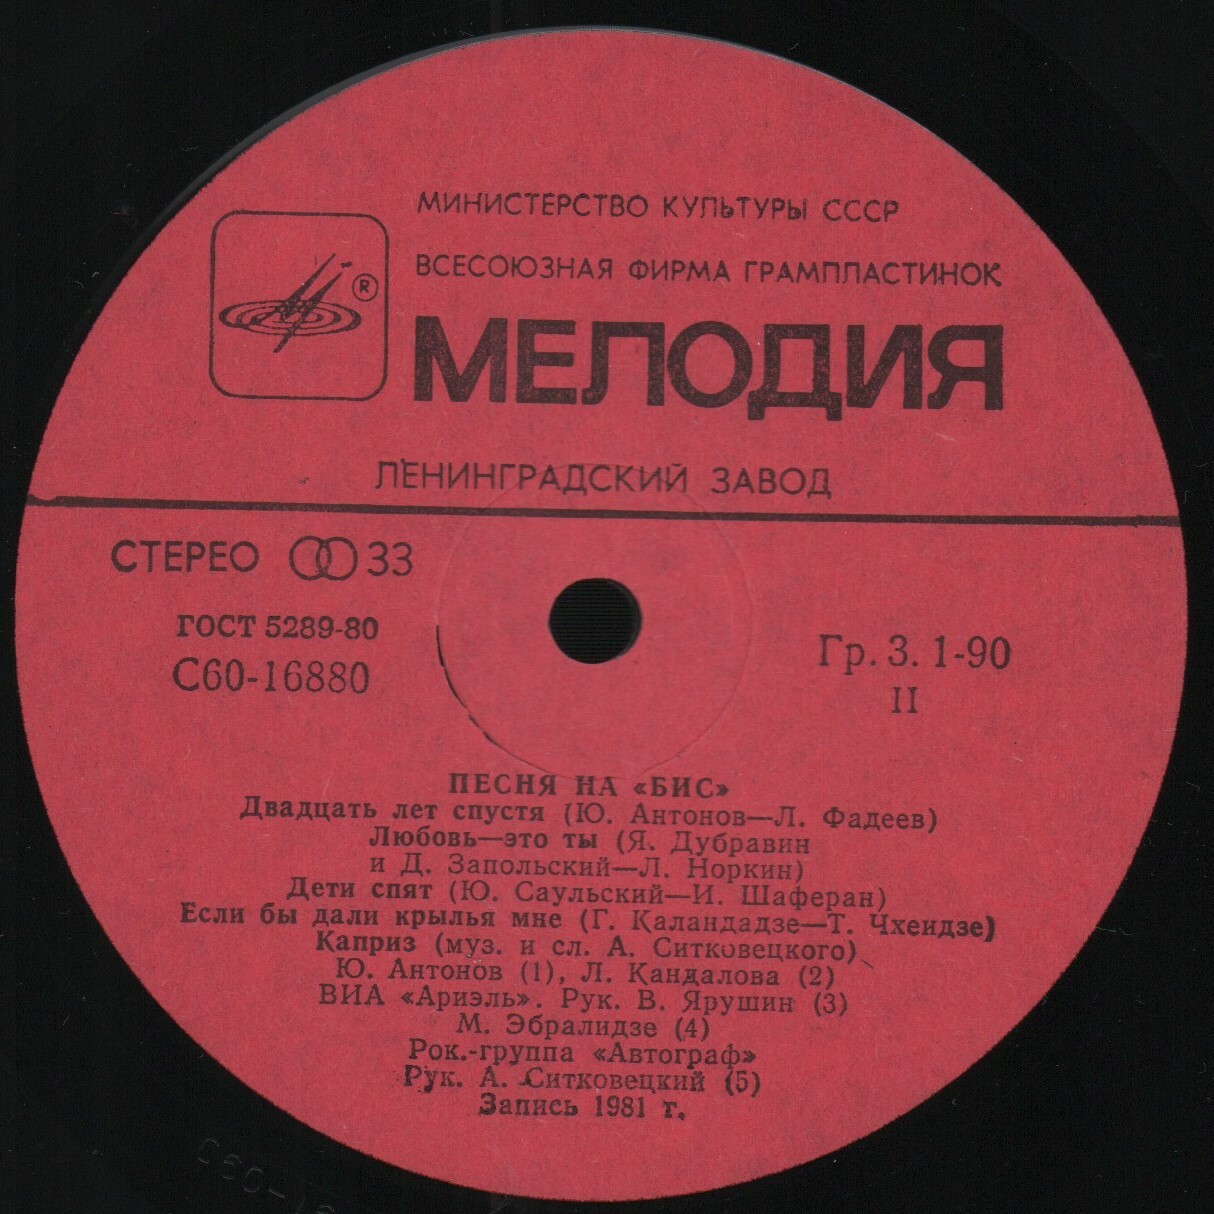 МИНИСТЕРСТВО КУЛЬТУРЫ СССР
ВСЕСОЮЗНАЯ ФИРМА ГРАМПЛАСТИНОК
®
МЕЛОДИЯ
ЛЕНИНГРАДСКИЙ ЗАВОД
СТЕРЕО 33
ГОСТ 5289-80
С60-16880
Гр. 3. 1-90
II
ПЕСНЯ НА «БИС»
Двадцать лет спустя (Ю. Антонов—Л. Фадеев)
Любовь—это ты (Я. Дубравин
и Д. Запольский—Л. Норкин)
Дети спят (Ю. Саульский—И. Шаферан)
Если бы дали крылья мне (Г. Каландадзе—Т. Чхеидзе)
Каприз (муз. и сл. А. Ситковецкого)
Ю. Антонов (1), Л. Кандалова (2)
ВИА «Ариэль». Рук. В. Ярушин (3)
М. Эбралидзе (4)
Рок.-группа «Автограф»
Рук. А. Ситковецкий (5)
Запись 1981 г.